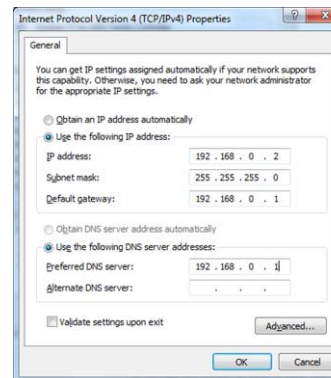 Internet Protocol Version 4 (TCP/IPv4) Properties
General
You can get IP settings assigned automatically if your network supports
this capability. Otherwise, you need to ask your network administrator
for the appropriate IP settings.
Obtain an IP address automatically
Use the following IP address:
IP address: 192 . 168 . 0 . 2
Subnet mask: 255 . 255 . 255 . 0
Default gateway: 192 . 168 . 0 . 1
Obtain DNS server address automatically
Use the following DNS server addresses:
Preferred DNS server: 192 . 168 . 0 . 1
Alternate DNS server: . . .
Validate settings upon exit
Advanced...
OK Cancel